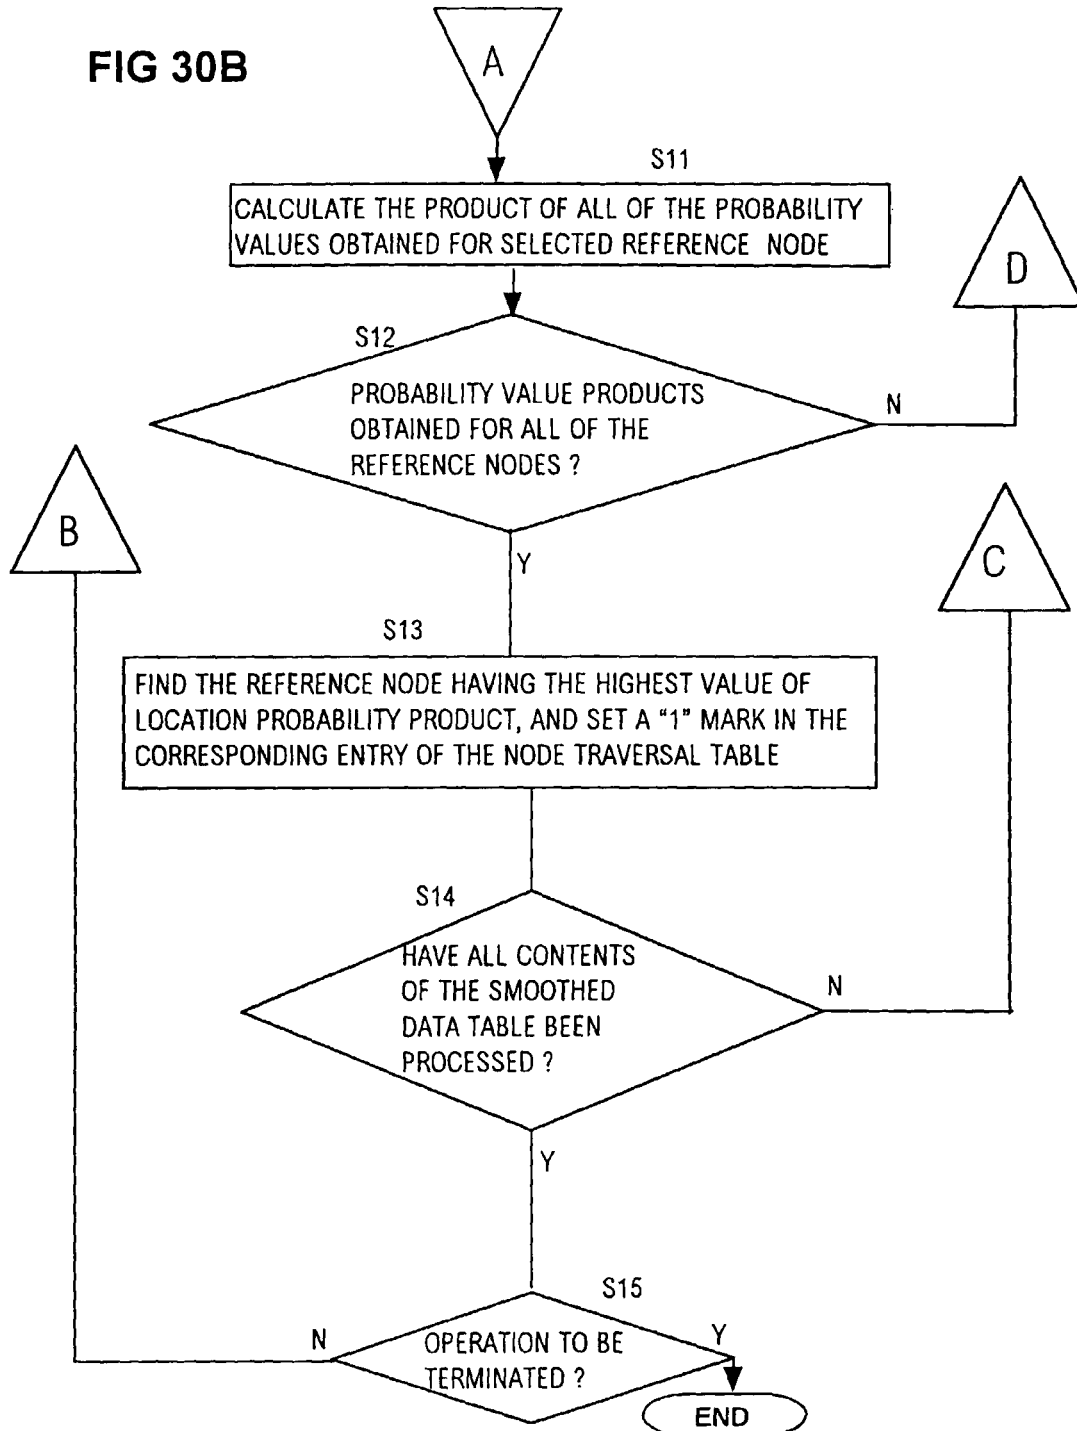 FIG 30B
A
S11
CALCULATE THE PRODUCT OF ALL OF THE PROBABILITY
VALUES OBTAINED FOR SELECTED REFERENCE NODE
D
S12
PROBABILITY VALUE PRODUCTS
OBTAINED FOR ALL OF THE
REFERENCE NODES ?
N
B
Y
C
S13
FIND THE REFERENCE NODE HAVING THE HIGHEST VALUE OF
LOCATION PROBABILITY PRODUCT, AND SET A "1" MARK IN THE
CORRESPONDING ENTRY OF THE NODE TRAVERSAL TABLE
S14
HAVE ALL CONTENTS
OF THE SMOOTHED
DATA TABLE BEEN
PROCESSED ?
N
Y
S15
N
OPERATION TO BE
TERMINATED ?
Y
END